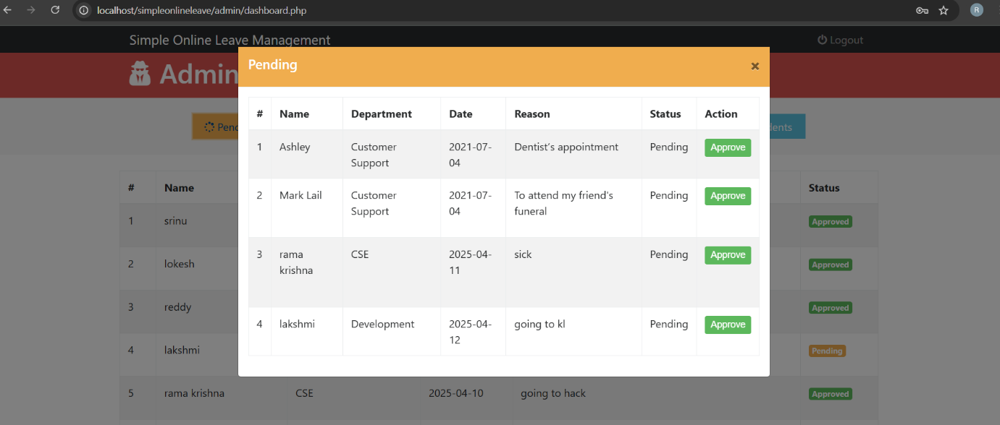 localhost/simpleonlineleave/admin/dashboard.php
R
Simple Online Leave Management
Logout
Admin
Pending
×
Pend
lents
# Name Department Date Reason Status Action
1 Ashley Customer 2021-07- Dentist's appointment Pending Approve
Support 04
2 Mark Lail Customer 2021-07- To attend my friend's Pending Approve
Support 04 funeral
3 rama CSE 2025-04- sick Pending Approve
krishna 11
4 lakshmi Development 2025-04- going to kl Pending Approve
12
# Name Status
1 srinu Approved
2 lokesh Approved
3 reddy Approved
4 lakshmi Pending
5 rama krishna CSE 2025-04-10 going to hack Approved